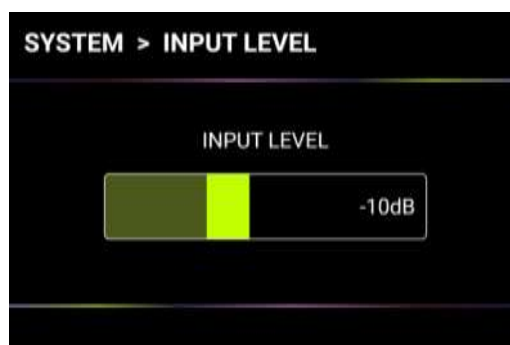 SYSTEM > INPUT LEVEL
INPUT LEVEL
-10dB